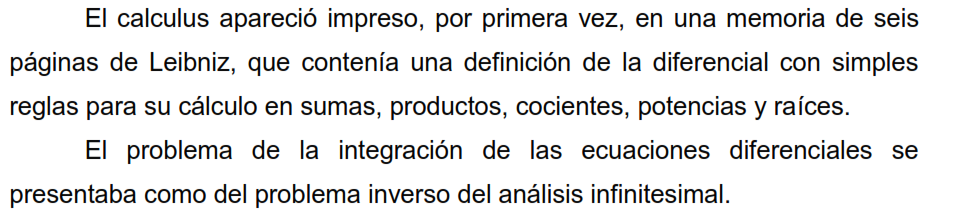 El calculus apareció impreso, por primera vez, en una memoria de seis
páginas de Leibniz, que contenía una definición de la diferencial con simples
reglas para su cálculo en sumas, productos, cocientes, potencias y raíces.
El problema de la integración de las ecuaciones diferenciales se
presentaba como del problema inverso del análisis infinitesimal.